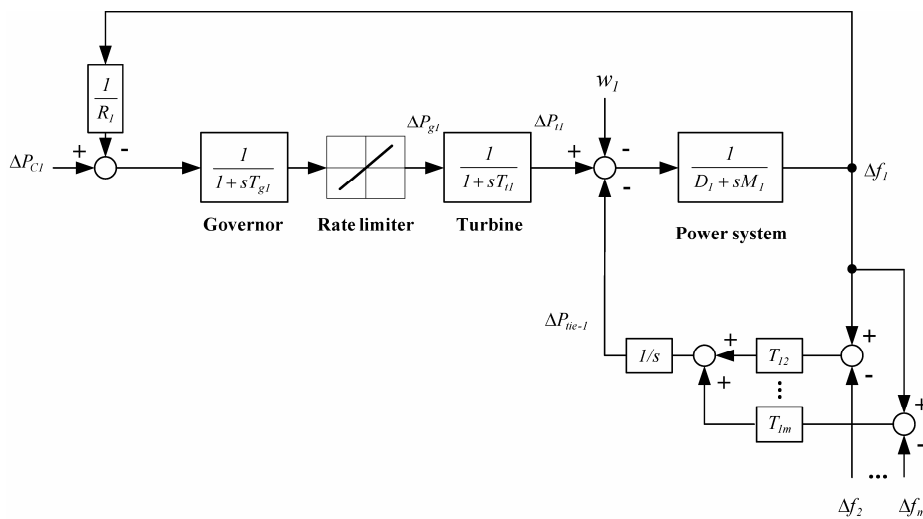 1
R1
ΔPC1
+
-
1
1 + sTg1
Governor
Rate limiter
ΔPg1
1
1 + sTt1
Turbine
ΔPt1
w1
+
-
-
1
D1 + sM1
Power system
Δf1
ΔPtie-1
1/s
+
+
T12
T1m
+
-
+
-
Δf2
Δfm